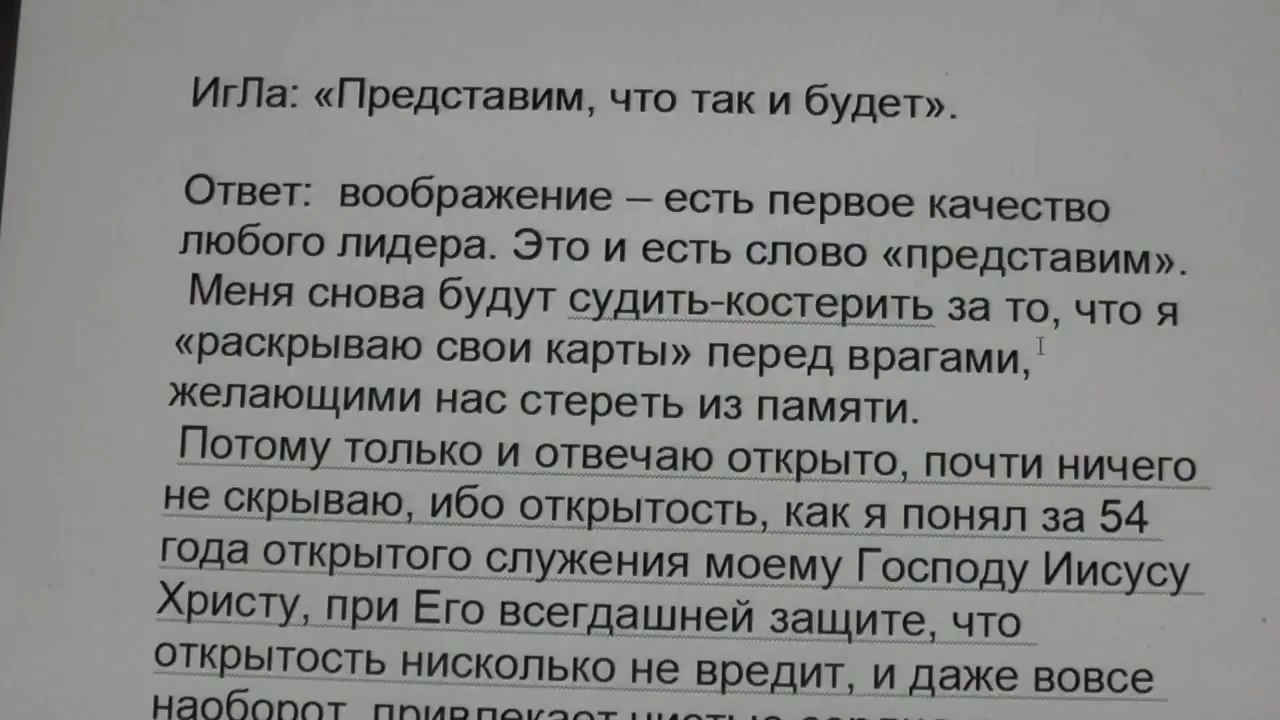 ИгЛа: «Представим, что так и будет».
Ответ: воображение – есть первое качество
любого лидера. Это и есть слово «представим».
Меня снова будут судить-костерить за то, что я
«раскрываю свои карты» перед врагами,
желающими нас стереть из памяти.
Потому только и отвечаю открыто, почти ничего
не скрываю, ибо открытость, как я понял за 54
года открытого служения моему Господу Иисусу
Христу, при Его всегдашней защите, что
открытость нисколько не вредит, и даже вовсе
наоборот, привлекает чистые